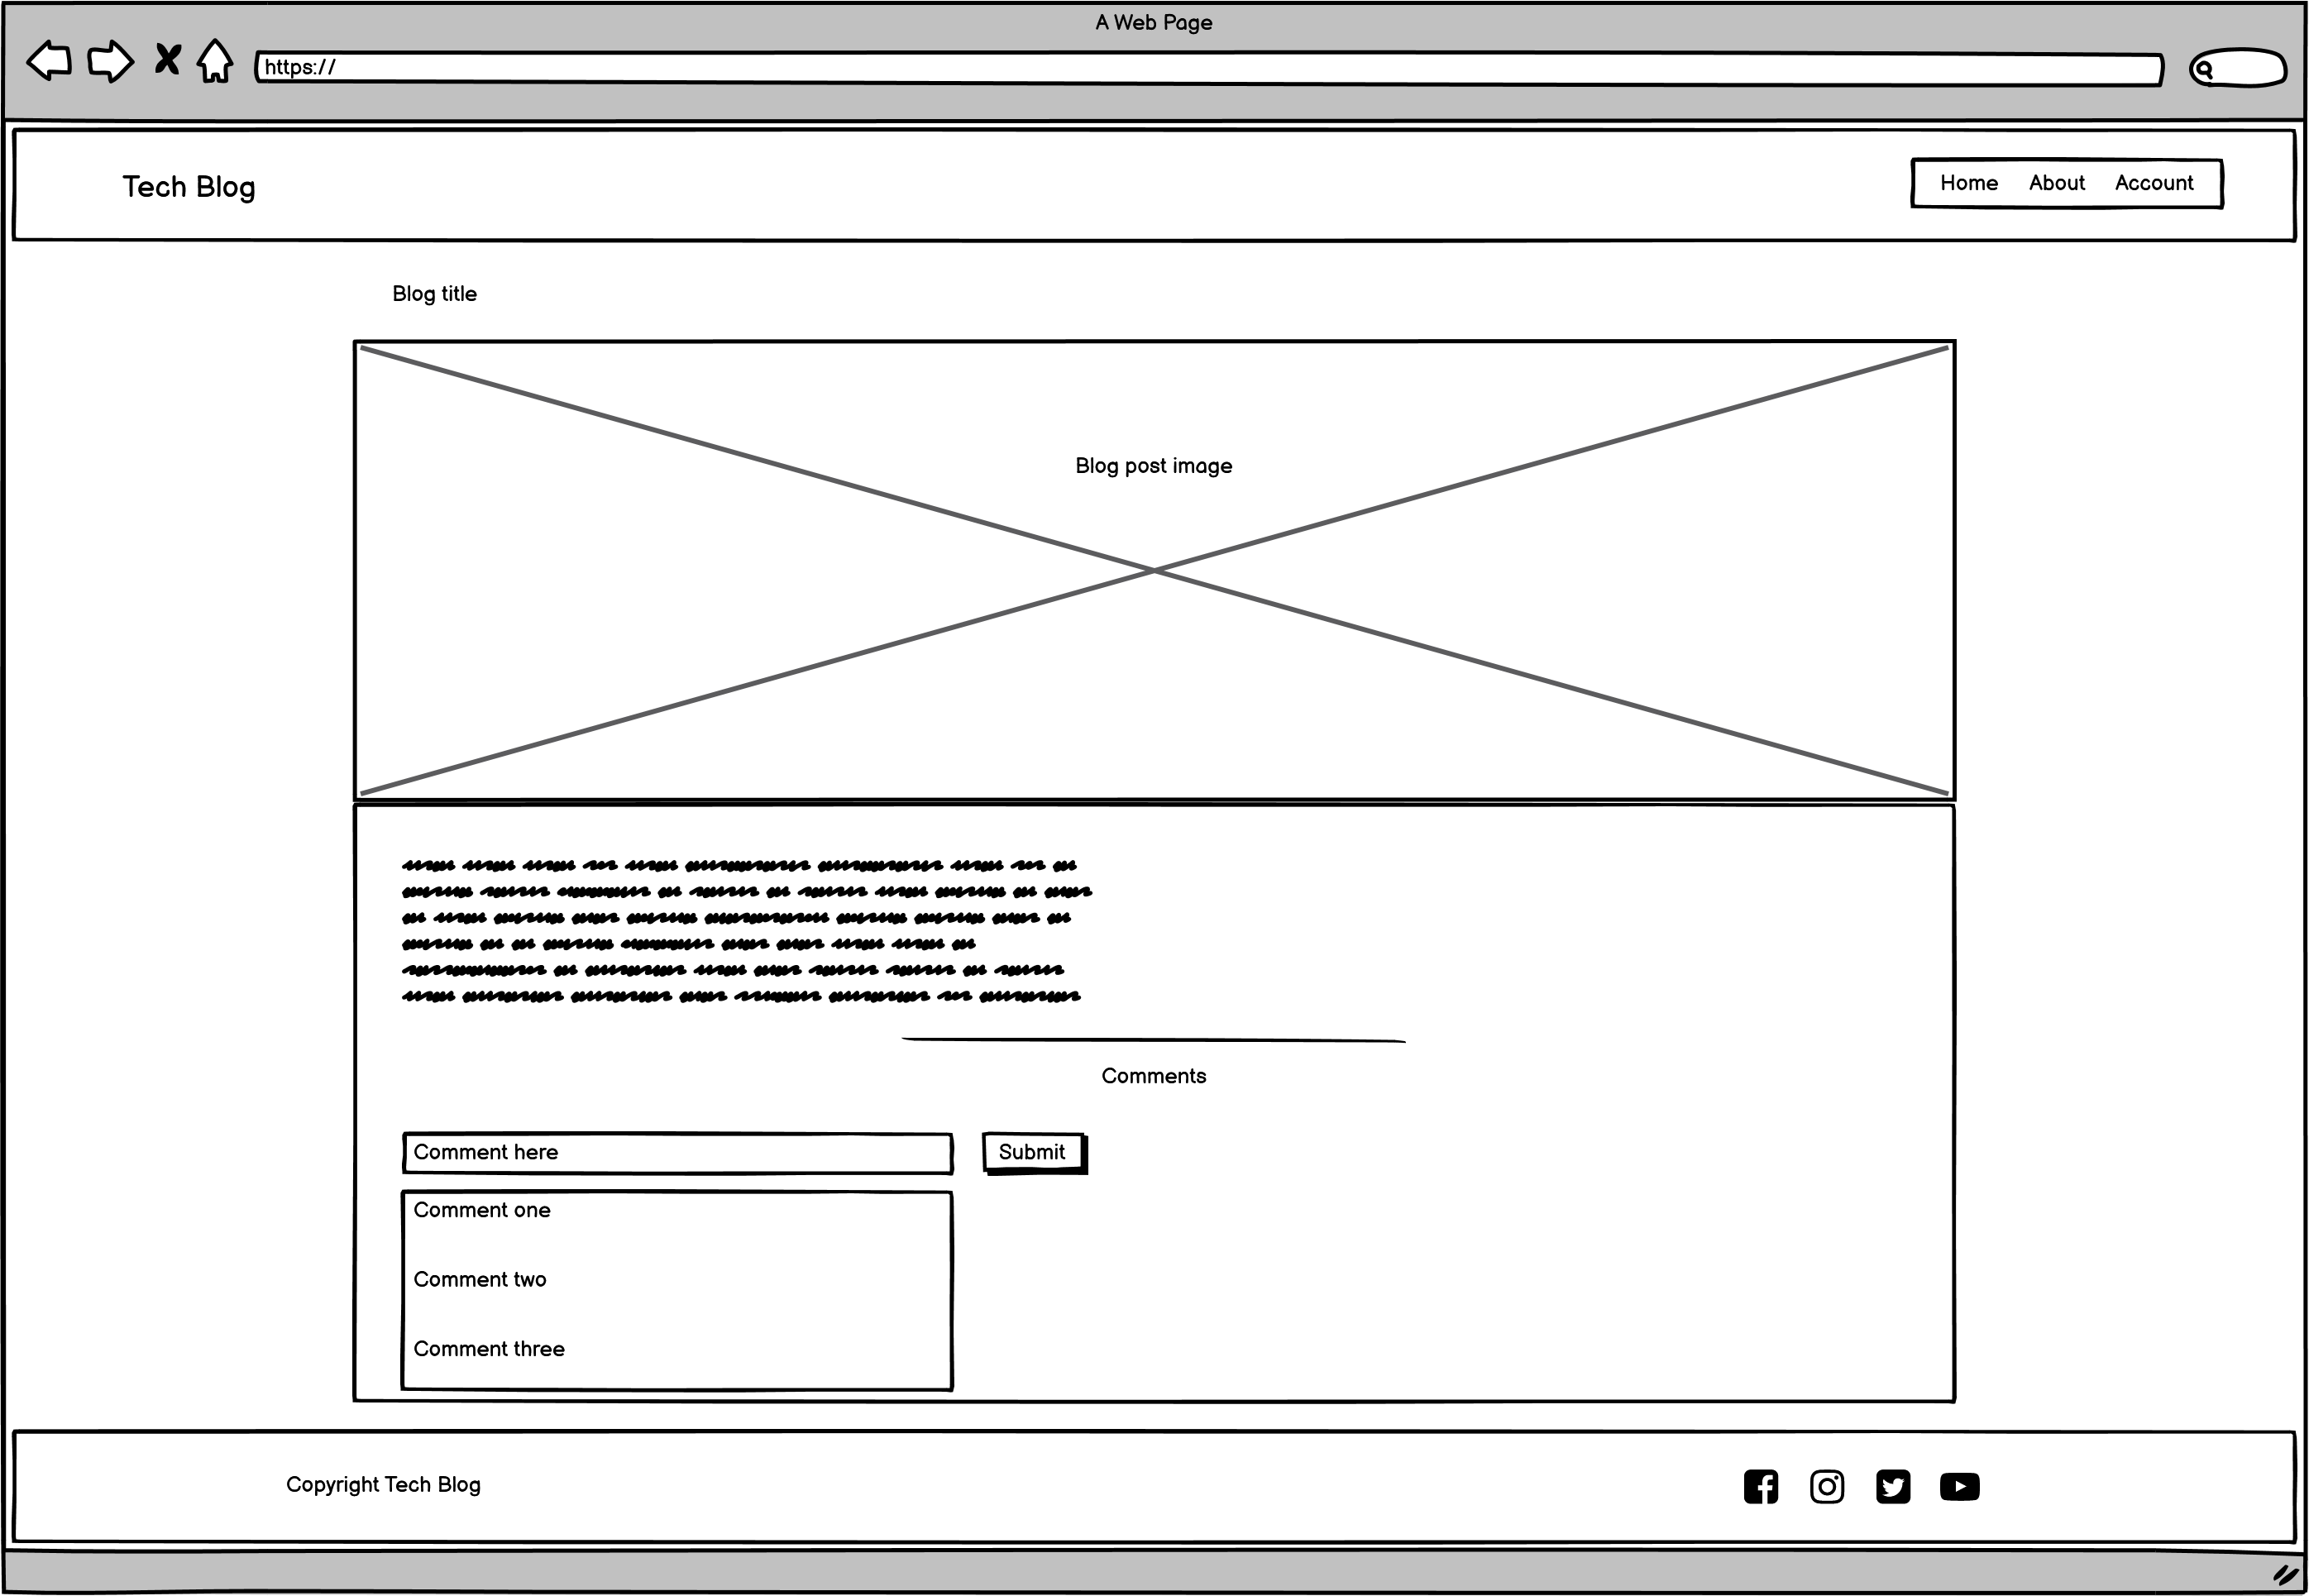 A Web Page
https://
Tech Blog
Home About Account
Blog title
Blog post image
Comments
Comment here
Submit
Comment one
Comment two
Comment three
Copyright Tech Blog